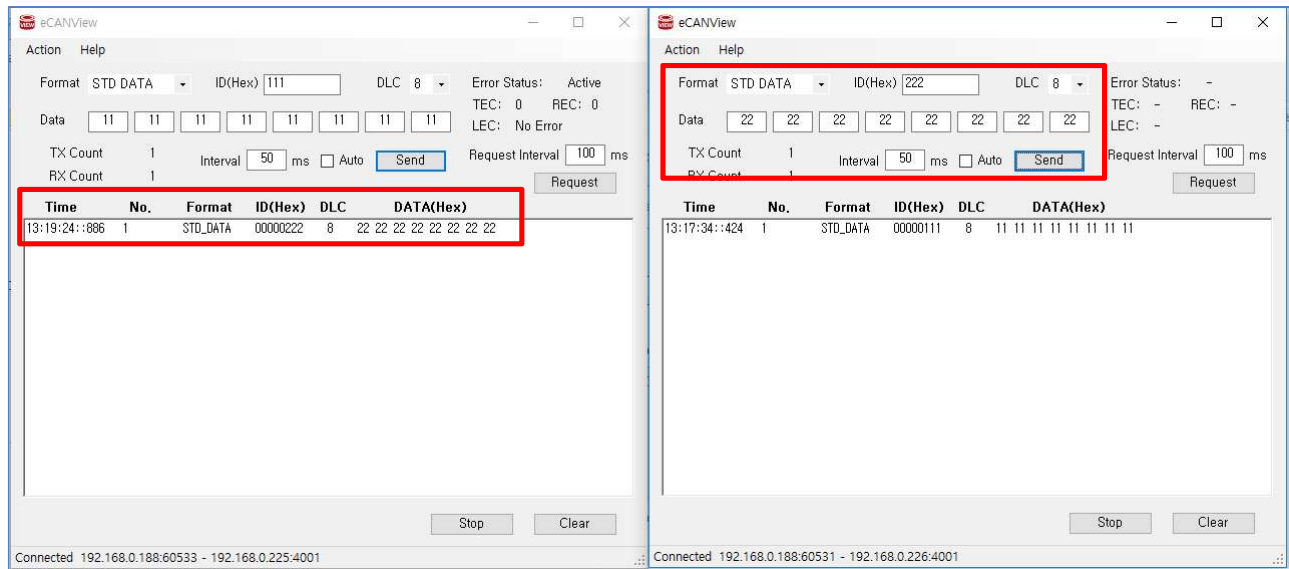 eCANView
Action Help
Format STD DATA ID(Hex) 111 DLC 8 Error Status: Active
TEC: 0 REC: 0
Data 11 11 11 11 11 11 11 11 LEC: No Error
TX Count 1 Interval 50 ms Auto Send Request Interval 100 ms
RX Count 1 Request
Time No. Format ID(Hex) DLC DATA(Hex)
13:19:24::886 1 STD_DATA 00000222 8 22 22 22 22 22 22 22 22
Stop Clear
Connected 192.168.0.188:60533 - 192.168.0.225:4001
eCANView
Action Help
Format STD DATA ID(Hex) 222 DLC 8 Error Status: -
TEC: - REC: -
Data 22 22 22 22 22 22 22 22 LEC: -
TX Count 1 Interval 50 ms Auto Send Request Interval 100 ms
RX Count 1 Request
Time No. Format ID(Hex) DLC DATA(Hex)
13:17:34::424 1 STD_DATA 00000111 8 11 11 11 11 11 11 11 11
Stop Clear
Connected 192.168.0.188:60531 - 192.168.0.226:4001